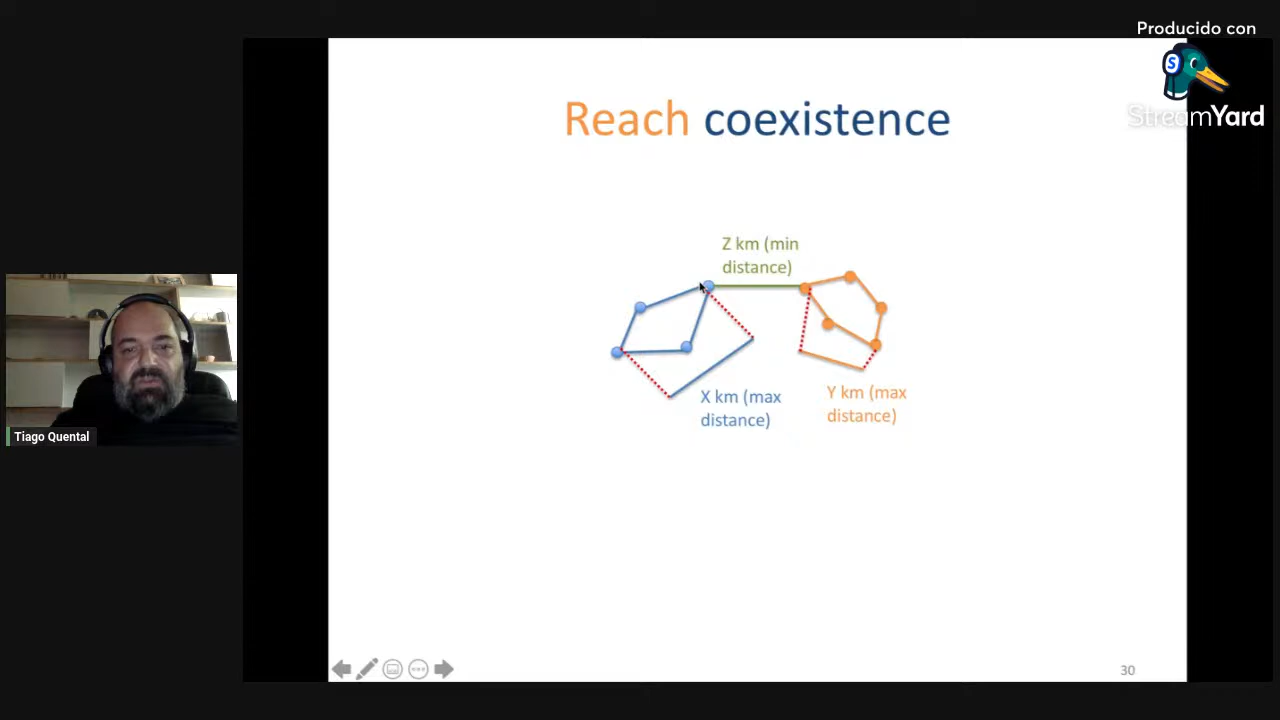 Producido con
StreamYard
Reach coexistence
Z km (min
distance)
X km (max
distance)
Y km (max
distance)
Tiago Quental
30